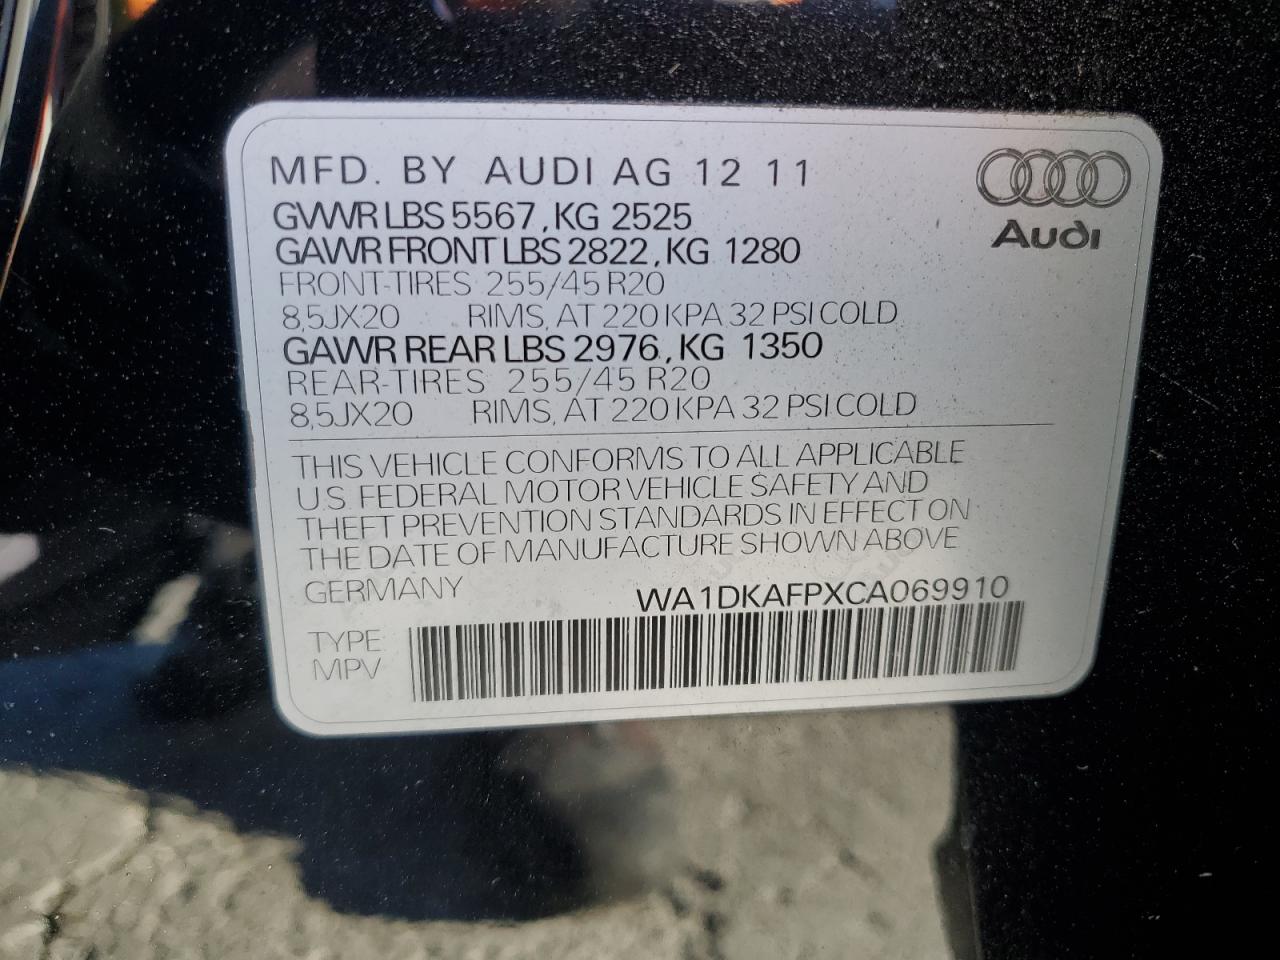 MFD. BY AUDI AG 12 11
Audi
GVWR LBS 5567, KG 2525
GAWR FRONT LBS 2822, KG 1280
FRONT-TIRES 255/45 R20
8,5JX20 RIMS, AT 220 KPA 32 PSI COLD
GAWR REAR LBS 2976, KG 1350
REAR-TIRES 255/45 R20
8,5JX20 RIMS, AT 220 KPA 32 PSI COLD
THIS VEHICLE CONFORMS TO ALL APPLICABLE
U.S. FEDERAL MOTOR VEHICLE SAFETY AND
THEFT PREVENTION STANDARDS IN EFFECT ON
THE DATE OF MANUFACTURE SHOWN ABOVE
GERMANY WA1DKAFPXCA069910
TYPE
MPV